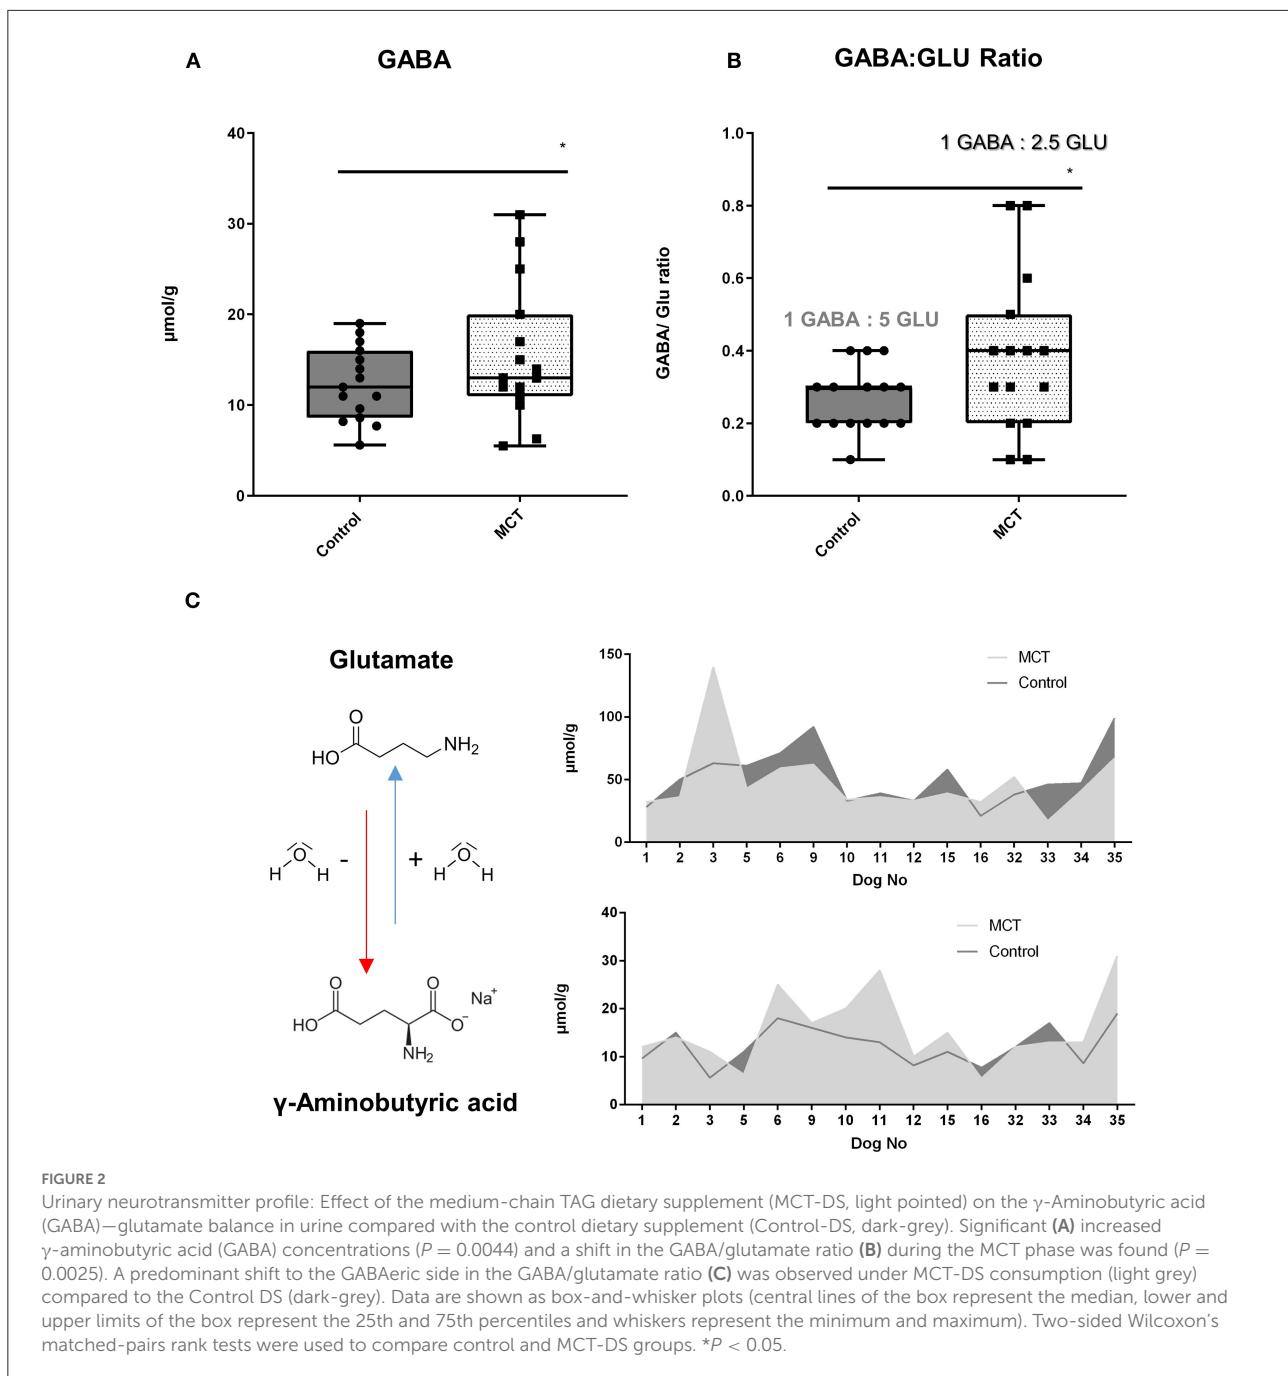 A
GABA
µmol/g
40
30
20
10
0
*
Control
MCT
B
GABA:GLU Ratio
GABA/ Glu ratio
1.0
0.8
0.6
0.4
0.2
0.0
1 GABA : 2.5 GLU
*
1 GABA : 5 GLU
Control
MCT
C
Glutamate
O
HO
NH2
H O H
-
+
H O H
O
HO
O
O−
Na+
NH2
γ-Aminobutyric acid
µmol/g
150
100
50
0
MCT
Control
1 2 3 5 6 9 10 11 12 15 16 32 33 34 35
Dog No
µmol/g
40
30
20
10
0
MCT
Control
1 2 3 5 6 9 10 11 12 15 16 32 33 34 35
Dog No
FIGURE 2
Urinary neurotransmitter profile: Effect of the medium-chain TAG dietary supplement (MCT-DS, light pointed) on the γ-Aminobutyric acid
(GABA)—glutamate balance in urine compared with the control dietary supplement (Control-DS, dark-grey). Significant (A) increased
γ-aminobutyric acid (GABA) concentrations (P = 0.0044) and a shift in the GABA/glutamate ratio (B) during the MCT phase was found (P =
0.0025). A predominant shift to the GABAeric side in the GABA/glutamate ratio (C) was observed under MCT-DS consumption (light grey)
compared to the Control DS (dark-grey). Data are shown as box-and-whisker plots (central lines of the box represent the median, lower and
upper limits of the box represent the 25th and 75th percentiles and whiskers represent the minimum and maximum). Two-sided Wilcoxon's
matched-pairs rank tests were used to compare control and MCT-DS groups. *P < 0.05.